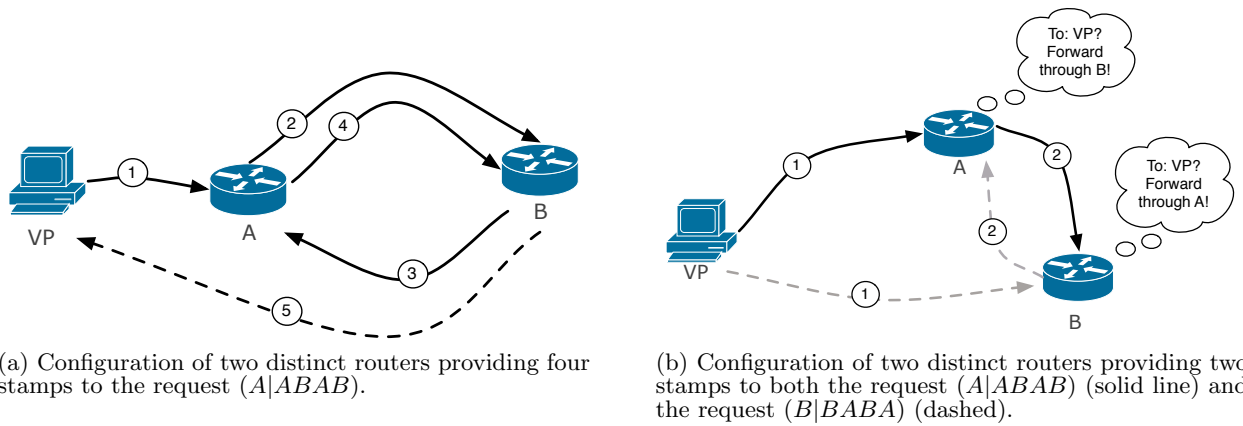 1
2
4
3
5
VP
A
B
(a) Configuration of two distinct routers providing four
stamps to the request (A|ABAB).
To: VP?
Forward
through B!
To: VP?
Forward
through A!
1
2
2
1
A
VP
B
(b) Configuration of two distinct routers providing two
stamps to both the request (A|ABAB) (solid line) and
the request (B|BABA) (dashed).